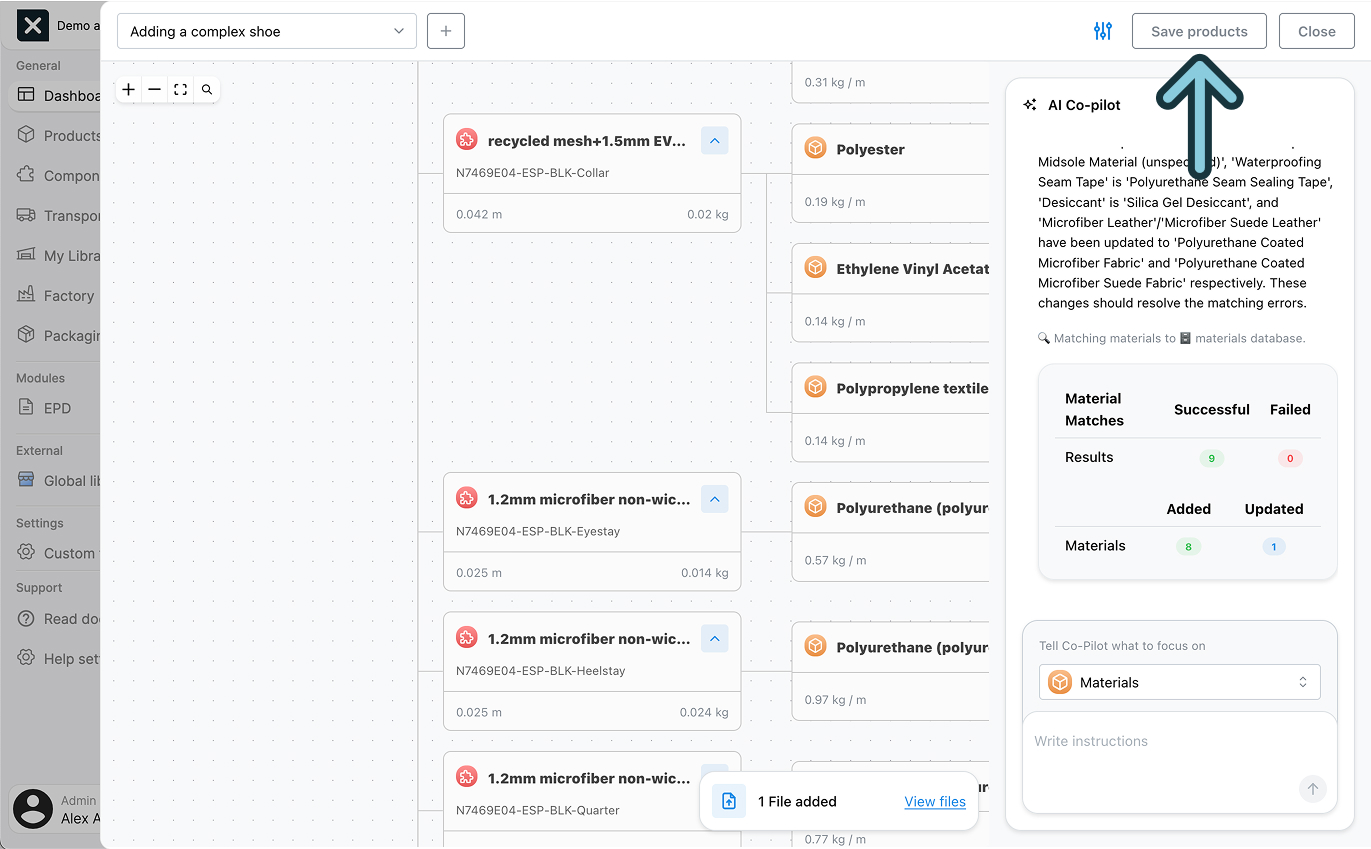 Demo a
General
Dashboa
Products
Compon
Transpor
My Libra
Factory
Packagin
Modules
EPD
External
Global lib
Settings
Custom
Support
Read doc
Help sett
Admin
Alex A
Adding a complex shoe
Save products
Close
recycled mesh+1.5mm EV...
N7469E04-ESP-BLK-Collar
0.042 m
0.02 kg
1.2mm microfiber non-wic...
N7469E04-ESP-BLK-Eyestay
0.025 m
0.014 kg
1.2mm microfiber non-wic...
N7469E04-ESP-BLK-Heelstay
0.025 m
0.024 kg
1.2mm microfiber non-wic...
N7469E04-ESP-BLK-Quarter
0.31 kg / m
Polyester
0.19 kg / m
Ethylene Vinyl Acetat
0.14 kg / m
Polypropylene textile
0.14 kg / m
Polyurethane (polyur
0.57 kg / m
Polyurethane (polyur
0.97 kg / m
0.77 kg / m
1 File added
View files
AI Co-pilot
Midsole Material 'Waterproofing
Seam Tape' is 'Polyurethane Seam Sealing Tape',
'Desiccant' is 'Silica Gel Desiccant', and
'Microfiber Leather'/'Microfiber Suede Leather'
have been updated to 'Polyurethane Coated
Microfiber Fabric' and 'Polyurethane Coated
Microfiber Suede Fabric' respectively. These
changes should resolve the matching errors.
Matching materials to materials database.
Material
Matches
Successful
Failed
Results
9
0
Added
Updated
Materials
8
1
Tell Co-Pilot what to focus on
Materials
Write instructions